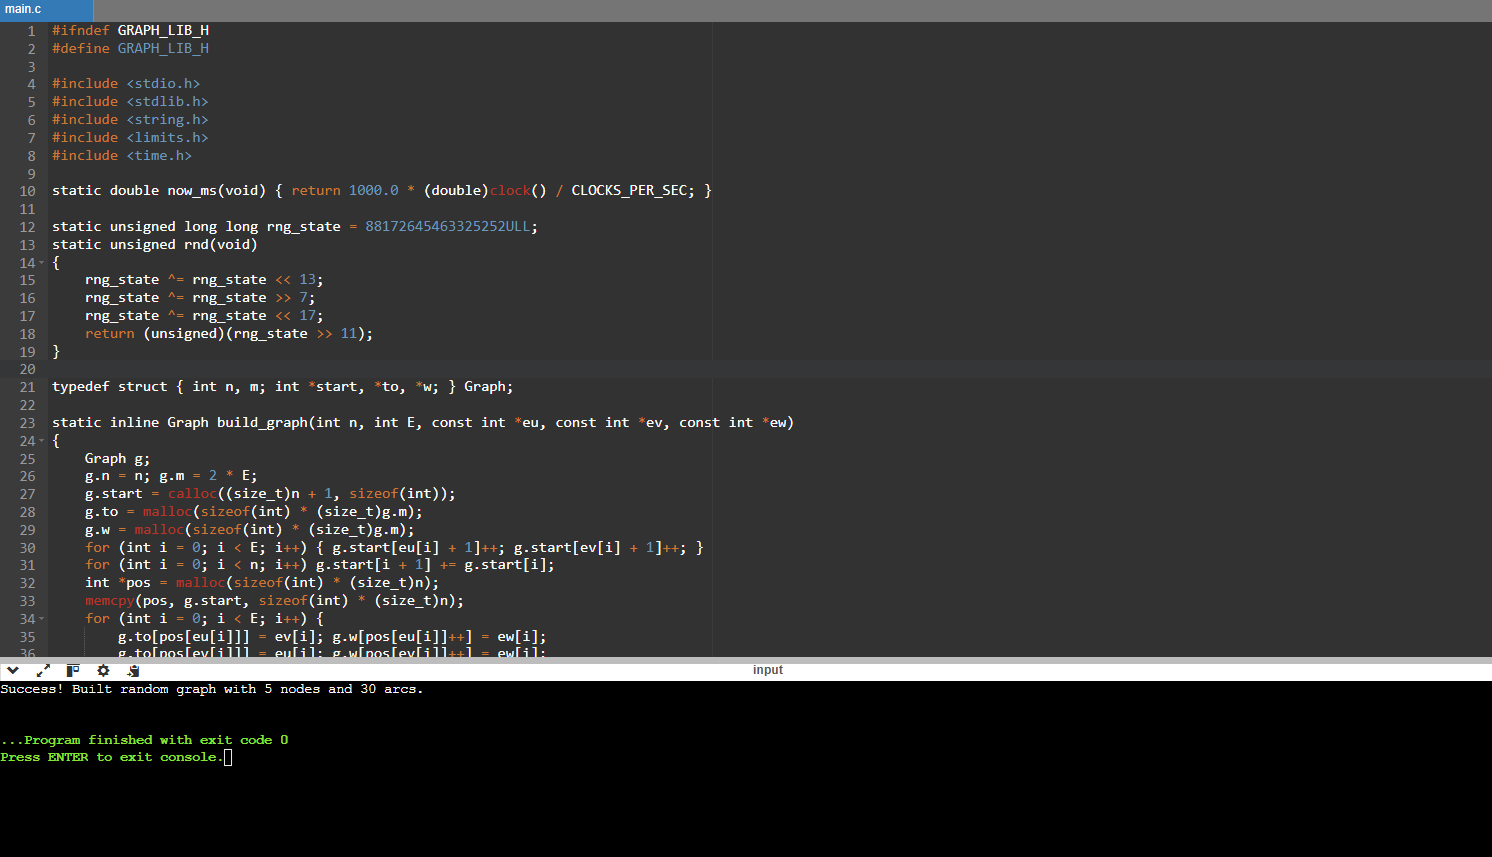 main.c
1 #ifndef GRAPH_LIB_H
2 #define GRAPH_LIB_H
3
4 #include <stdio.h>
5 #include <stdlib.h>
6 #include <string.h>
7 #include <limits.h>
8 #include <time.h>
9
10 static double now_ms(void) { return 1000.0 * (double)clock() / CLOCKS_PER_SEC; }
11
12 static unsigned long long rng_state = 88172645463325252ULL;
13 static unsigned rnd(void)
14 {
15     rng_state ^= rng_state << 13;
16     rng_state ^= rng_state >> 7;
17     rng_state ^= rng_state << 17;
18     return (unsigned)(rng_state >> 11);
19 }
20
21 typedef struct { int n, m; int *start, *to, *w; } Graph;
22
23 static inline Graph build_graph(int n, int E, const int *eu, const int *ev, const int *ew)
24 {
25     Graph g;
26     g.n = n; g.m = 2 * E;
27     g.start = calloc((size_t)n + 1, sizeof(int));
28     g.to = malloc(sizeof(int) * (size_t)g.m);
29     g.w = malloc(sizeof(int) * (size_t)g.m);
30     for (int i = 0; i < E; i++) { g.start[eu[i] + 1]++; g.start[ev[i] + 1]++; }
31     for (int i = 0; i < n; i++) g.start[i + 1] += g.start[i];
32     int *pos = malloc(sizeof(int) * (size_t)n);
33     memcpy(pos, g.start, sizeof(int) * (size_t)n);
34     for (int i = 0; i < E; i++) {
35         g.to[pos[eu[i]]] = ev[i]; g.w[pos[eu[i]]++] = ew[i];
36         g.to[pos[ev[i]]] = eu[i]; g.w[pos[ev[i]]++] = ew[i];
input
Success! Built random graph with 5 nodes and 30 arcs.
...Program finished with exit code 0
Press ENTER to exit console.